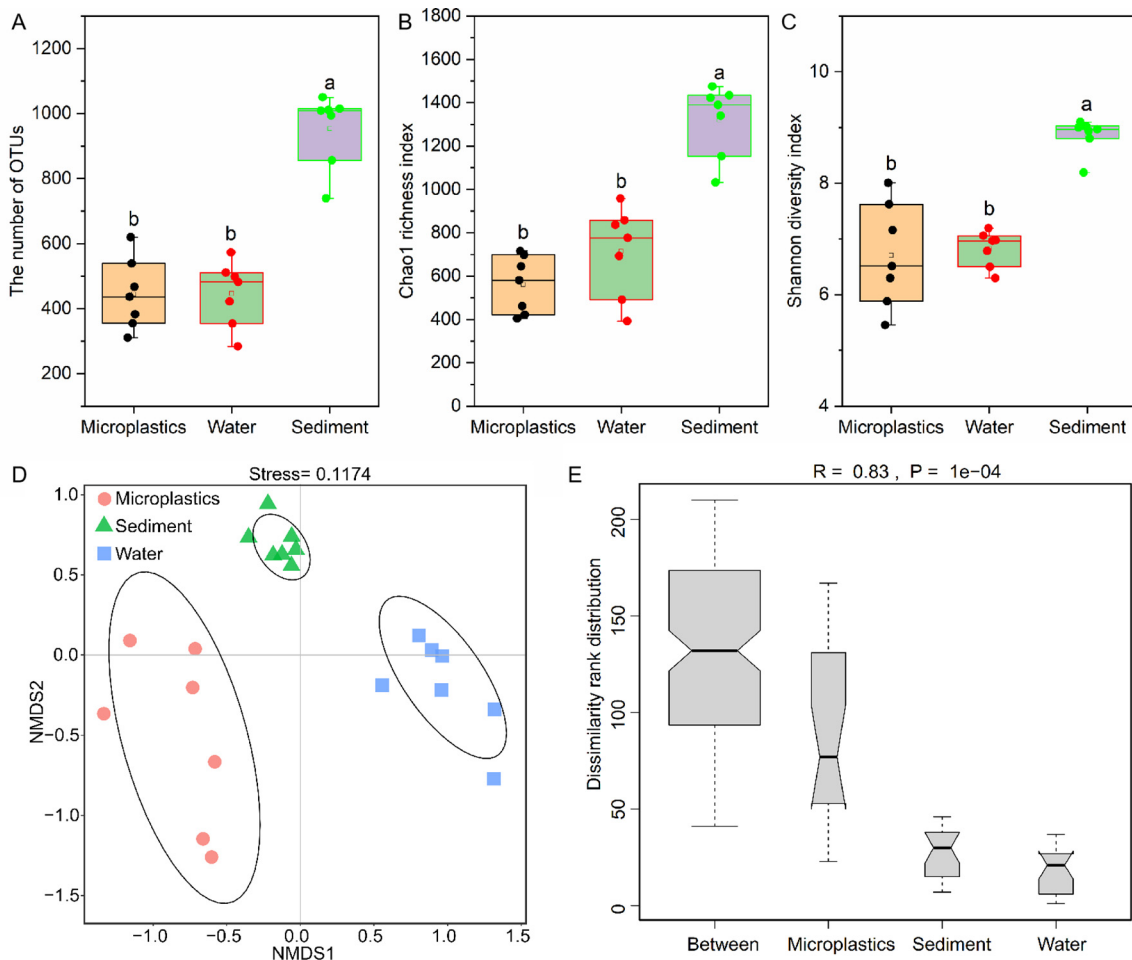 A
The number of OTUs
1200
1000
800
600
400
200
b
b
a
Microplastics
Water
Sediment
B
Chao1 richness index
1800
1600
1400
1200
1000
800
600
400
200
0
b
b
a
Microplastics
Water
Sediment
C
Shannon diversity index
10
8
6
4
b
b
a
Microplastics
Water
Sediment
D
Stress= 0.1174
Microplastics
Sediment
Water
NMDS2
1.0
0.5
0.0
−0.5
−1.0
−1.5
−1.0
−0.5
0.0
0.5
1.0
1.5
NMDS1
E
R = 0.83 , P = 1e−04
Dissimilarity rank distribution
200
150
100
50
0
Between
Microplastics
Sediment
Water